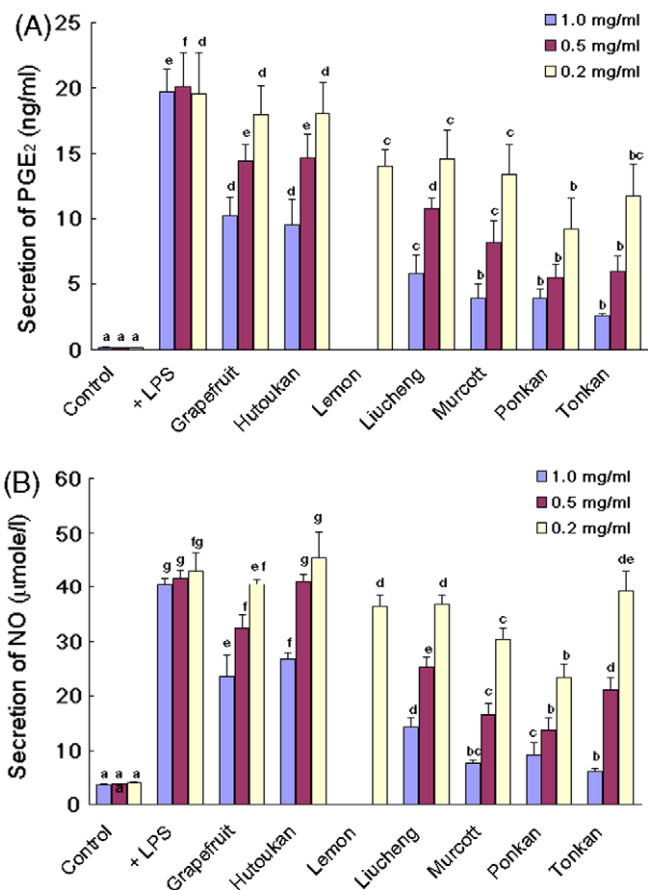 (A)
Secretion of PGE₂ (ng/ml)
25
20
15
10
5
0
1.0 mg/ml
0.5 mg/ml
0.2 mg/ml
a a a
e f d
d e d
d e d
c
c d c
b c c
b b b
b b bc
Control
+ LPS
Grapefruit
Hutoukan
Lemon
Liucheng
Murcott
Ponkan
Tonkan
(B)
Secretion of NO (μmole/l)
60
50
40
30
20
10
0
1.0 mg/ml
0.5 mg/ml
0.2 mg/ml
a a a
a
g g fg
e f ef
f g g
d
d e d
bc c c
c b b
b d de
Control
+ LPS
Grapefruit
Hutoukan
Lemon
Liucheng
Murcott
Ponkan
Tonkan